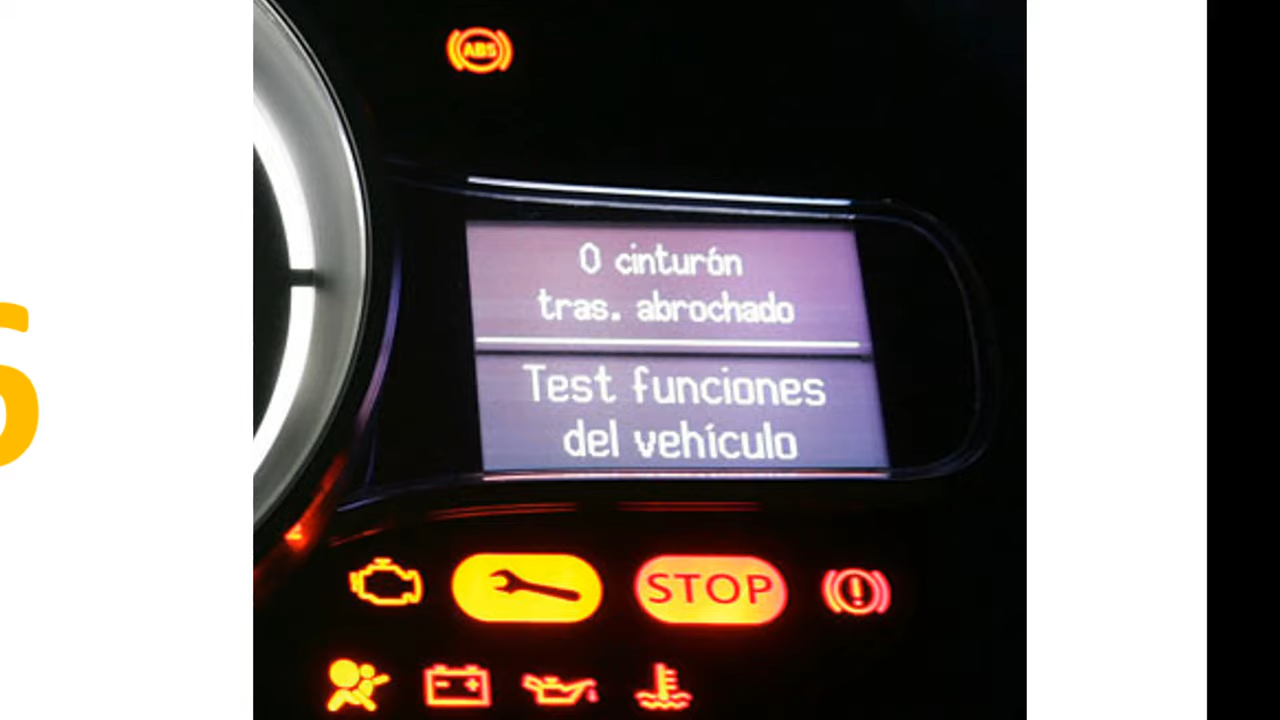 ABS
0 cinturón
tras. abrochado
Test funciones
del vehículo
STOP